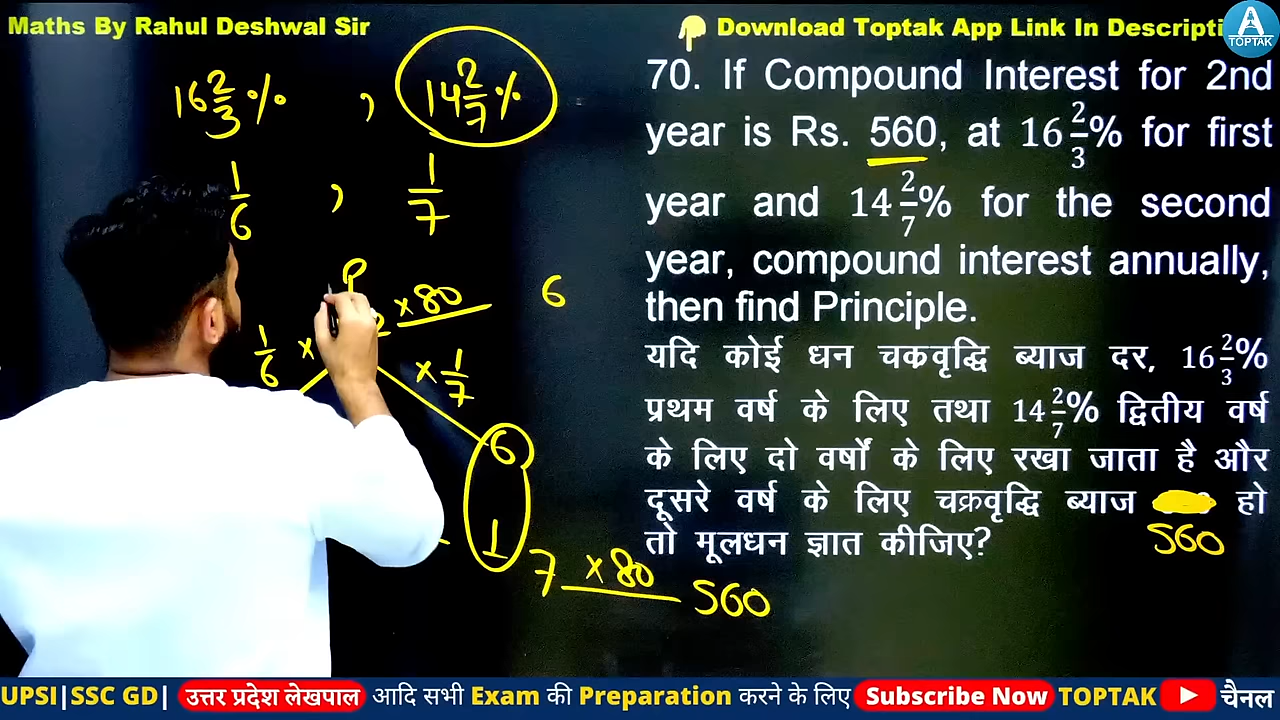 Maths By Rahul Deshwal Sir
Download Toptak App Link In Descripti
A
TOPTAK
16 2/3 % , 14 2/7 %
1/6 , 1/7
P
× 80
6
1/6 ×
× 1/7
6
1
7 × 80 560
70. If Compound Interest for 2nd
year is Rs. 560, at 16 2/3% for first
year and 14 2/7% for the second
year, compound interest annually,
then find Principle.
यदि कोई धन चक्रवृद्धि ब्याज दर, 16 2/3%
प्रथम वर्ष के लिए तथा 14 2/7% द्वितीय वर्ष
के लिए दो वर्षों के लिए रखा जाता है और
दूसरे वर्ष के लिए चक्रवृद्धि ब्याज हो
560
तो मूलधन ज्ञात कीजिए?
UPSI|SSC GD| उत्तर प्रदेश लेखपाल आदि सभी Exam की Preparation करने के लिए Subscribe Now TOPTAK चैनल